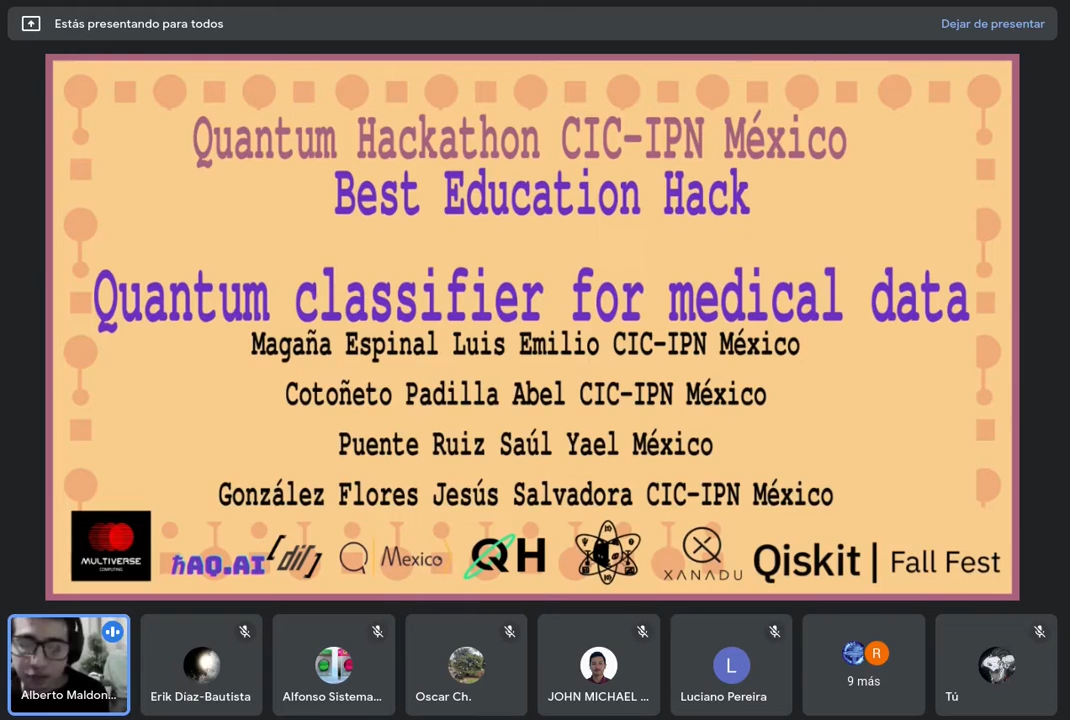 Estás presentando para todos
Dejar de presentar
Quantum Hackathon CIC-IPN México
Best Education Hack
Quantum classifier for medical data
Magaña Espinal Luis Emilio CIC-IPN México
Cotoñeto Padilla Abel CIC-IPN México
Puente Ruiz Saúl Yael México
González Flores Jesús Salvadora CIC-IPN México
MULTIVERSE
COMPUTING
ħAQ.AI
⟨dit⟩
Q Mexico
QH
XANADU
Qiskit | Fall Fest
Alberto Maldon...
Erik Díaz-Bautista
Alfonso Sistema...
Oscar Ch.
JOHN MICHAEL ...
L
Luciano Pereira
R
9 más
Tú